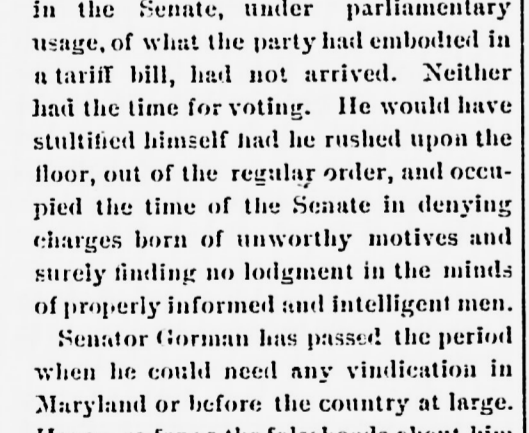 in the Senate, under parliamentary
usage, of what the party had embodied in
a tariff bill, had not arrived. Neither
had the time for voting. He would have
stultified himself had he rushed upon the
floor, out of the regular order, and occu-
pied the time of the Senate in denying
charges born of unworthy motives and
surely finding no lodgment in the minds
of properly informed and intelligent men.
Senator Gorman has passed the period
when he could need any vindication in
Maryland or before the country at large.
about him